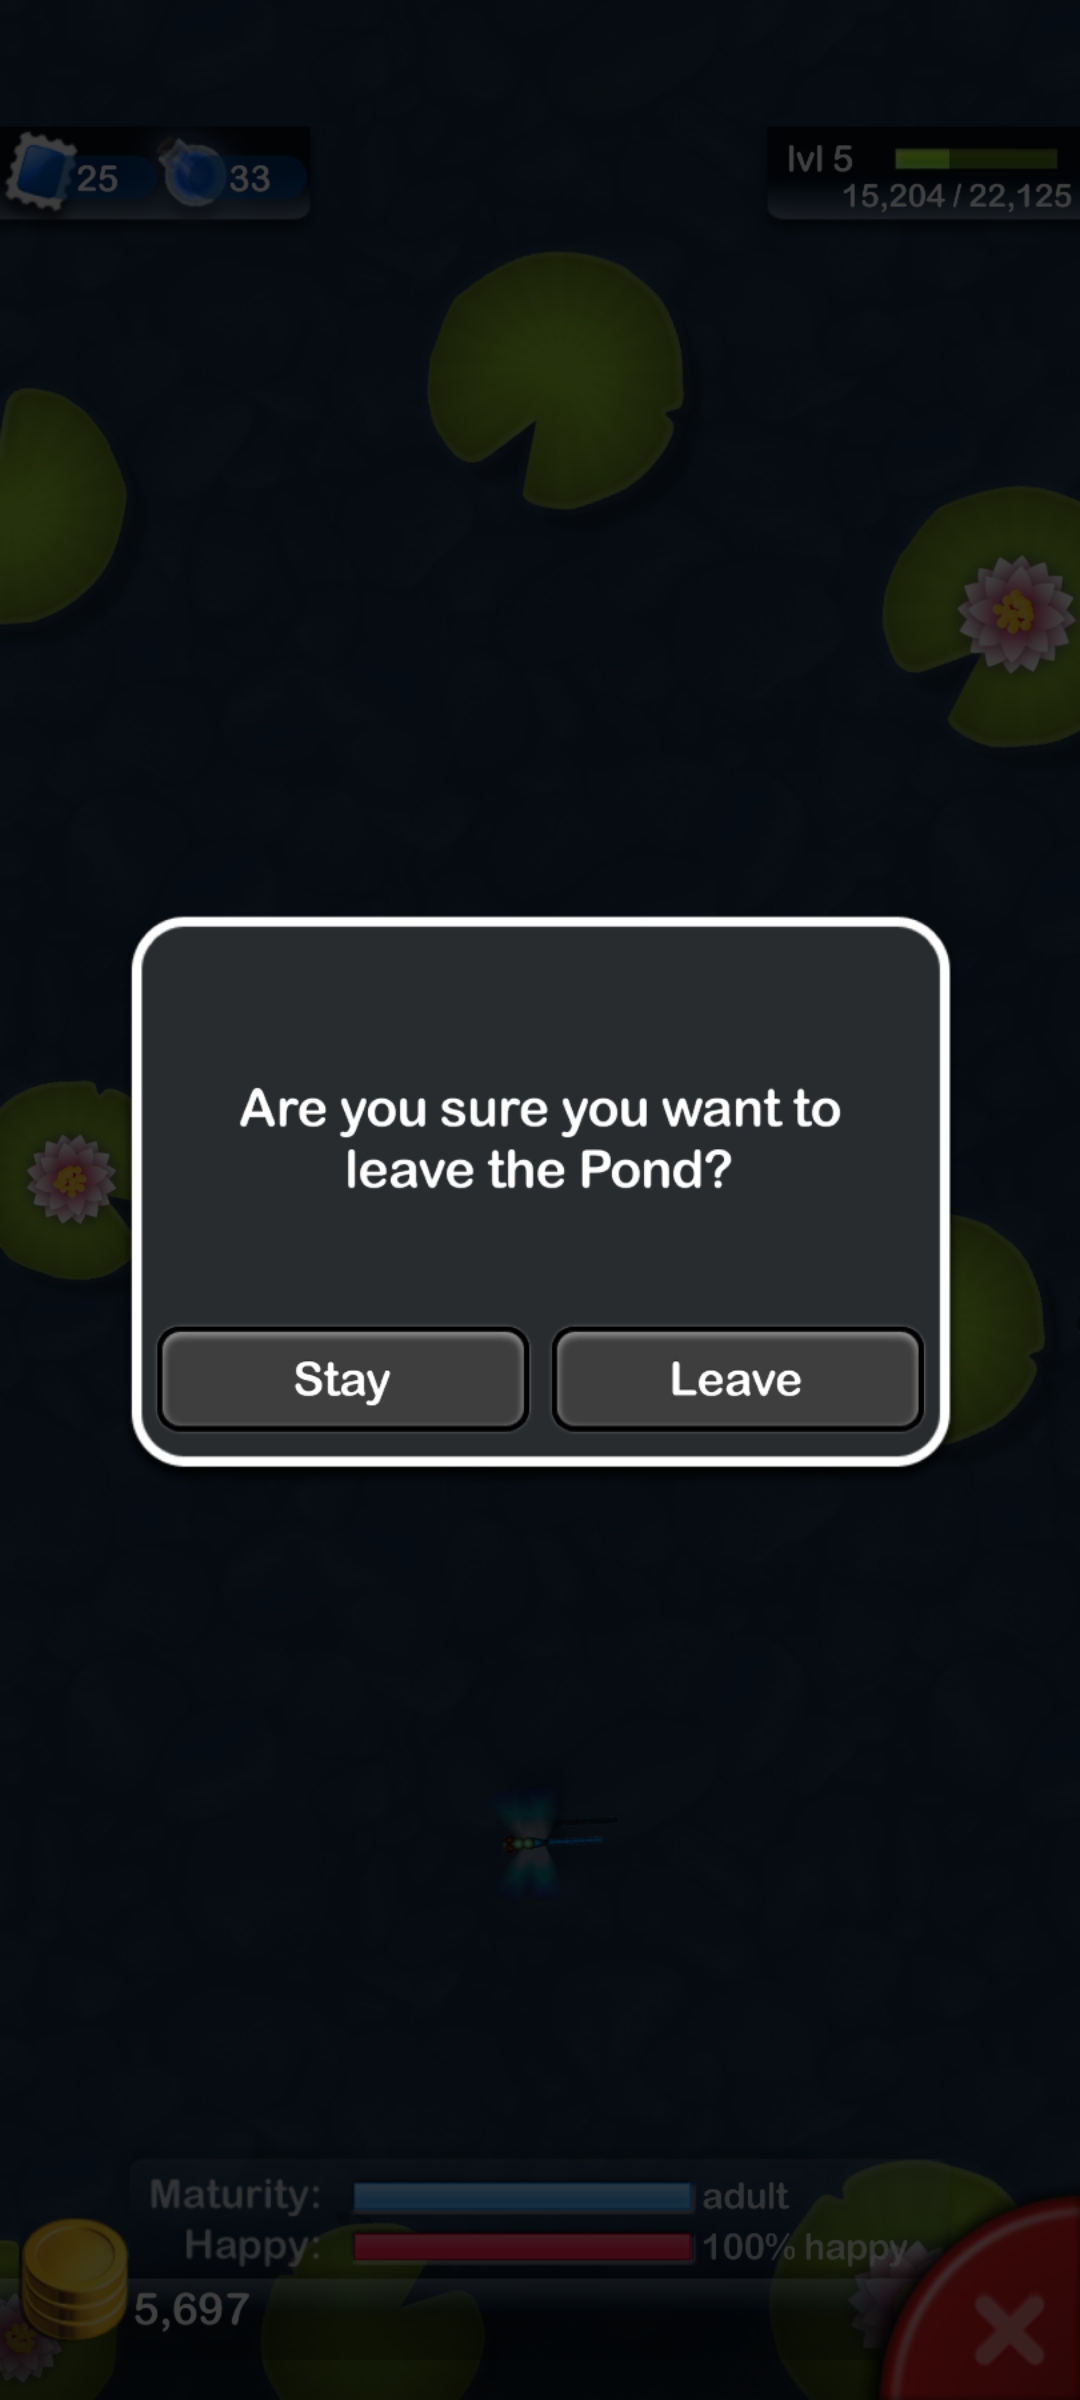 25
33
lvl 5
15,204 / 22,125
Are you sure you want to
leave the Pond?
Stay
Leave
Maturity: adult
Happy: 100% happy
5,697